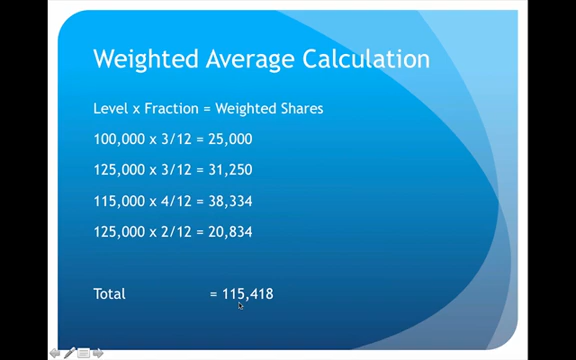 Weighted Average Calculation
Level x Fraction = Weighted Shares
100,000 x 3/12 = 25,000
125,000 x 3/12 = 31,250
115,000 x 4/12 = 38,334
125,000 x 2/12 = 20,834
Total = 115,418